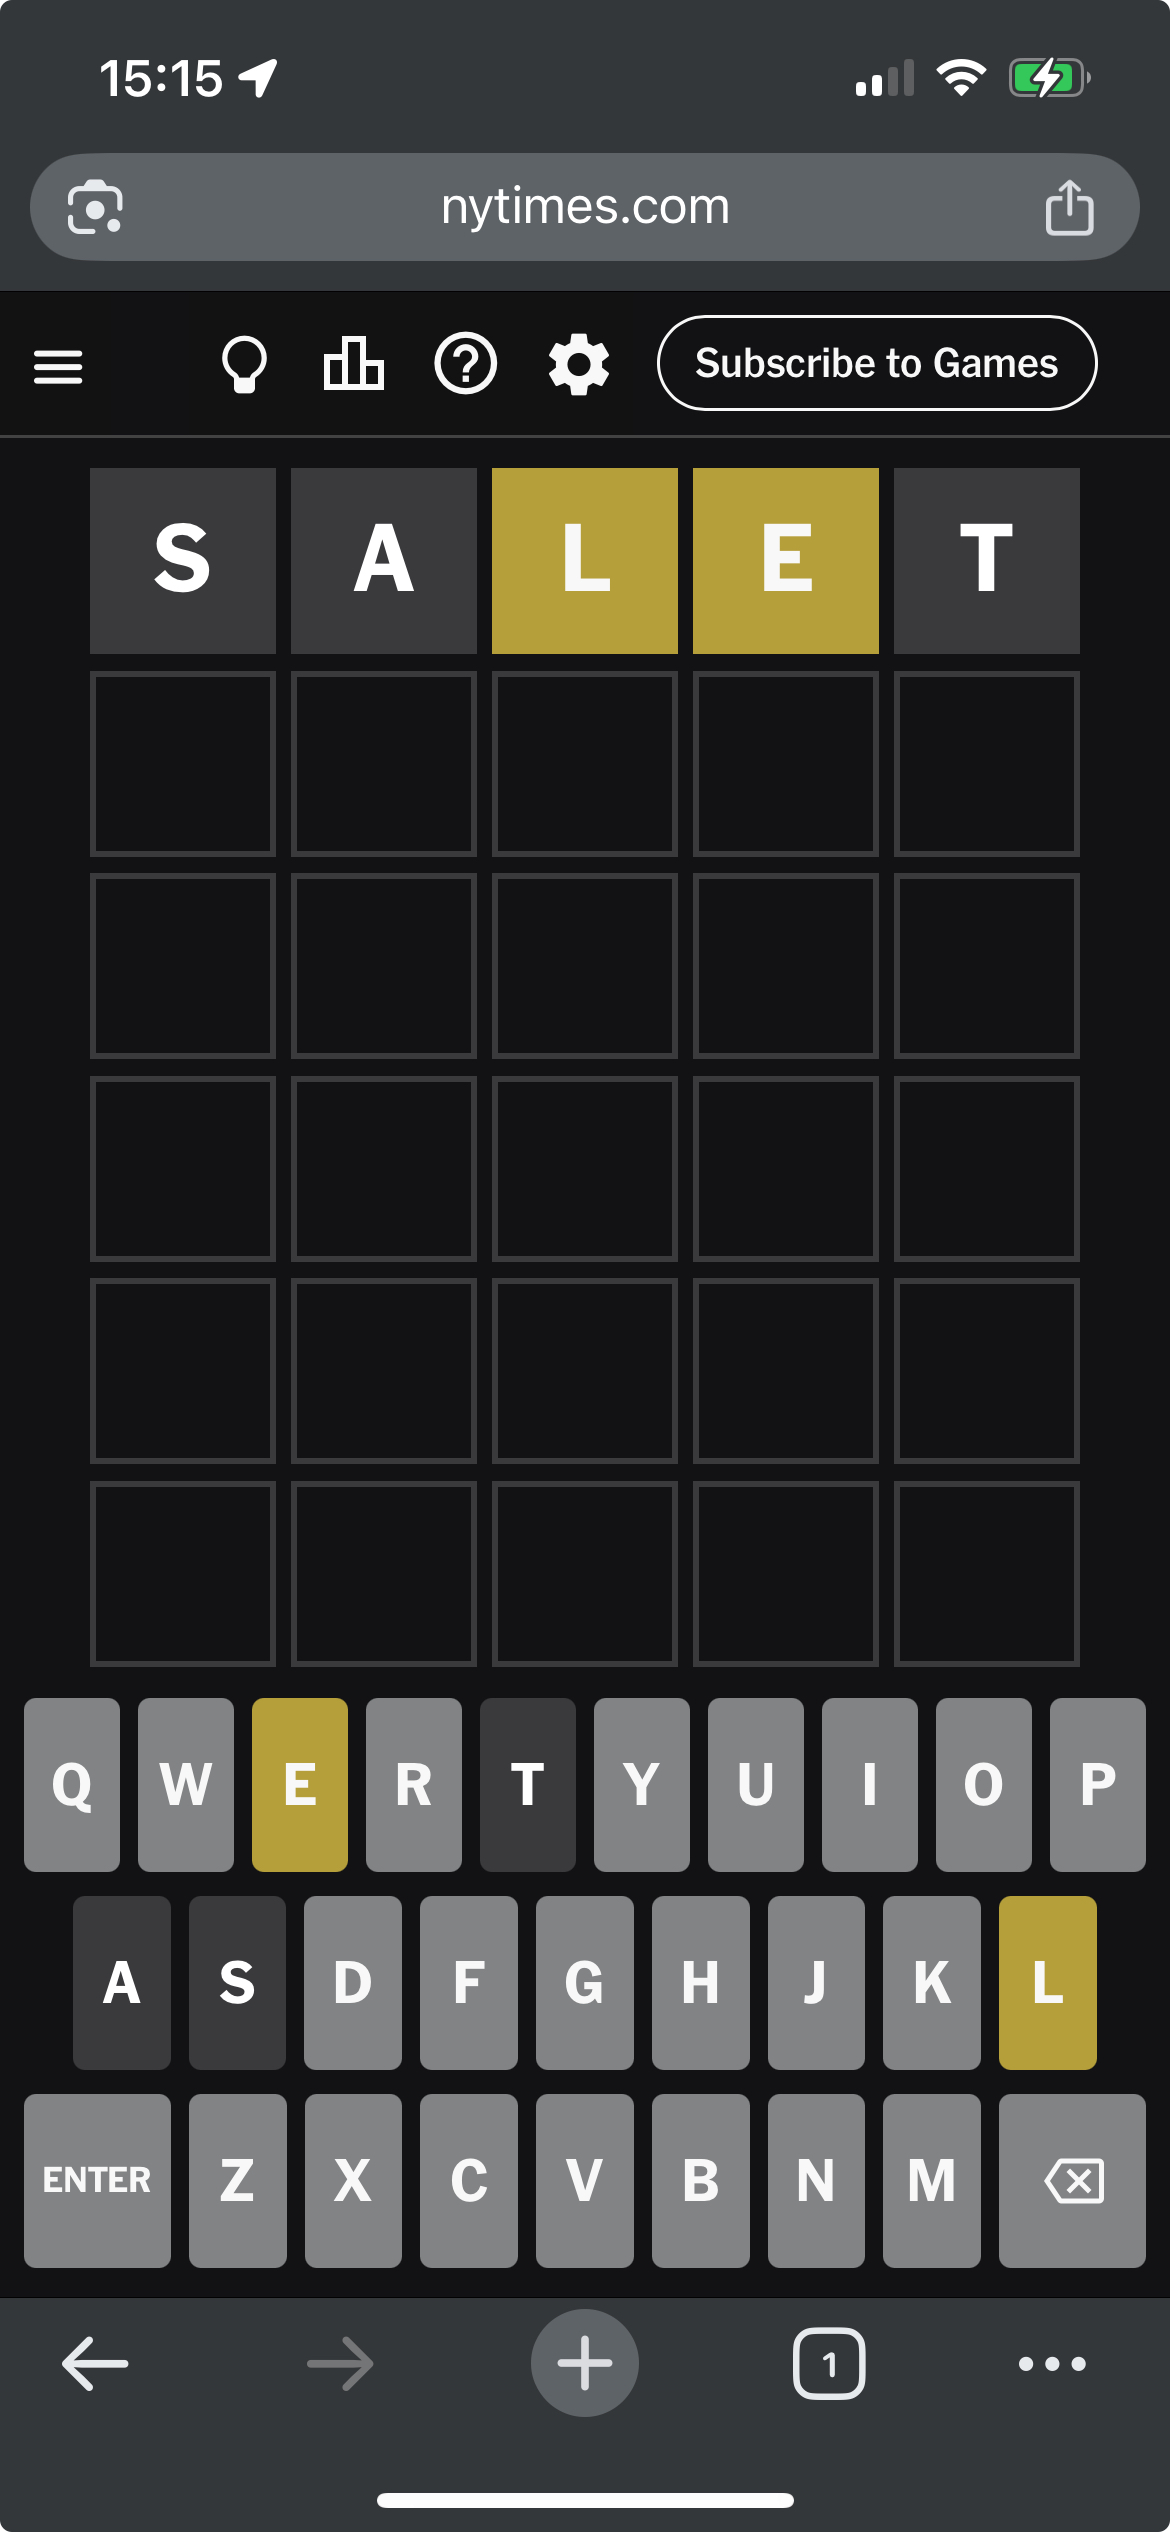 15:15
nytimes.com
Subscribe to Games
S A L E T
Q W E R T Y U I O P
A S D F G H J K L
ENTER Z X C V B N M
1